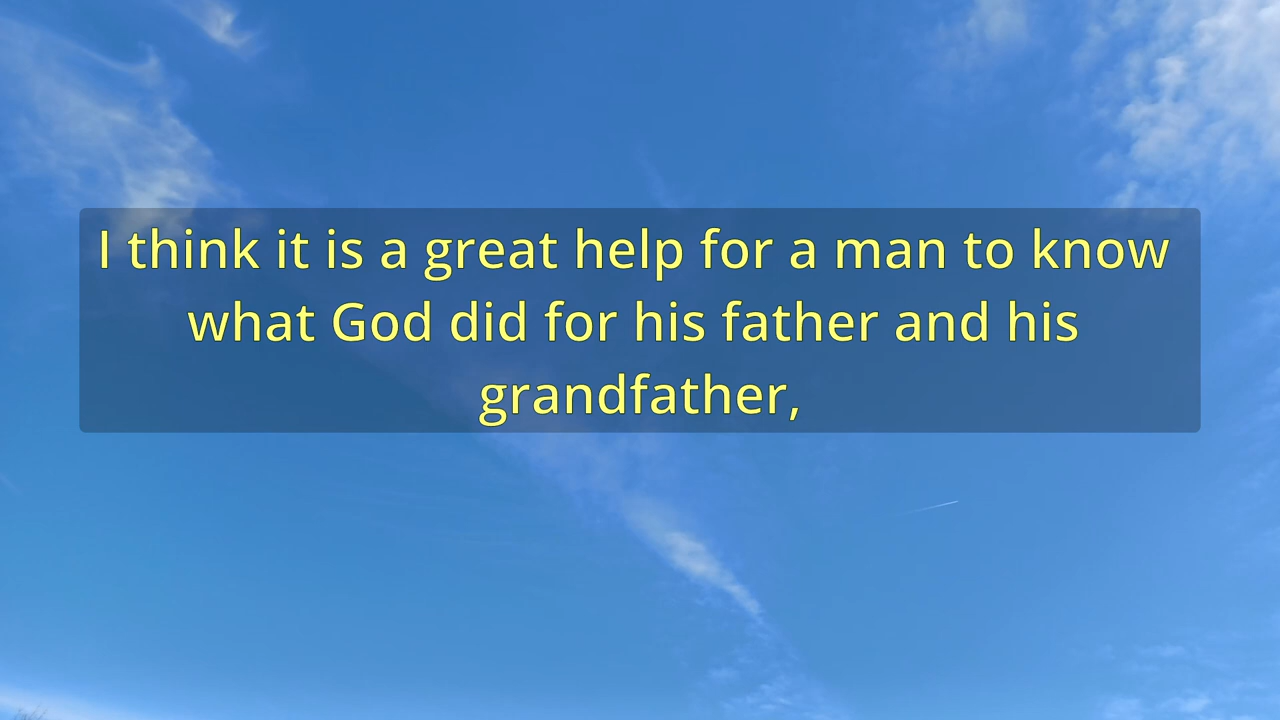 I think it is a great help for a man to know
what God did for his father and his
grandfather,